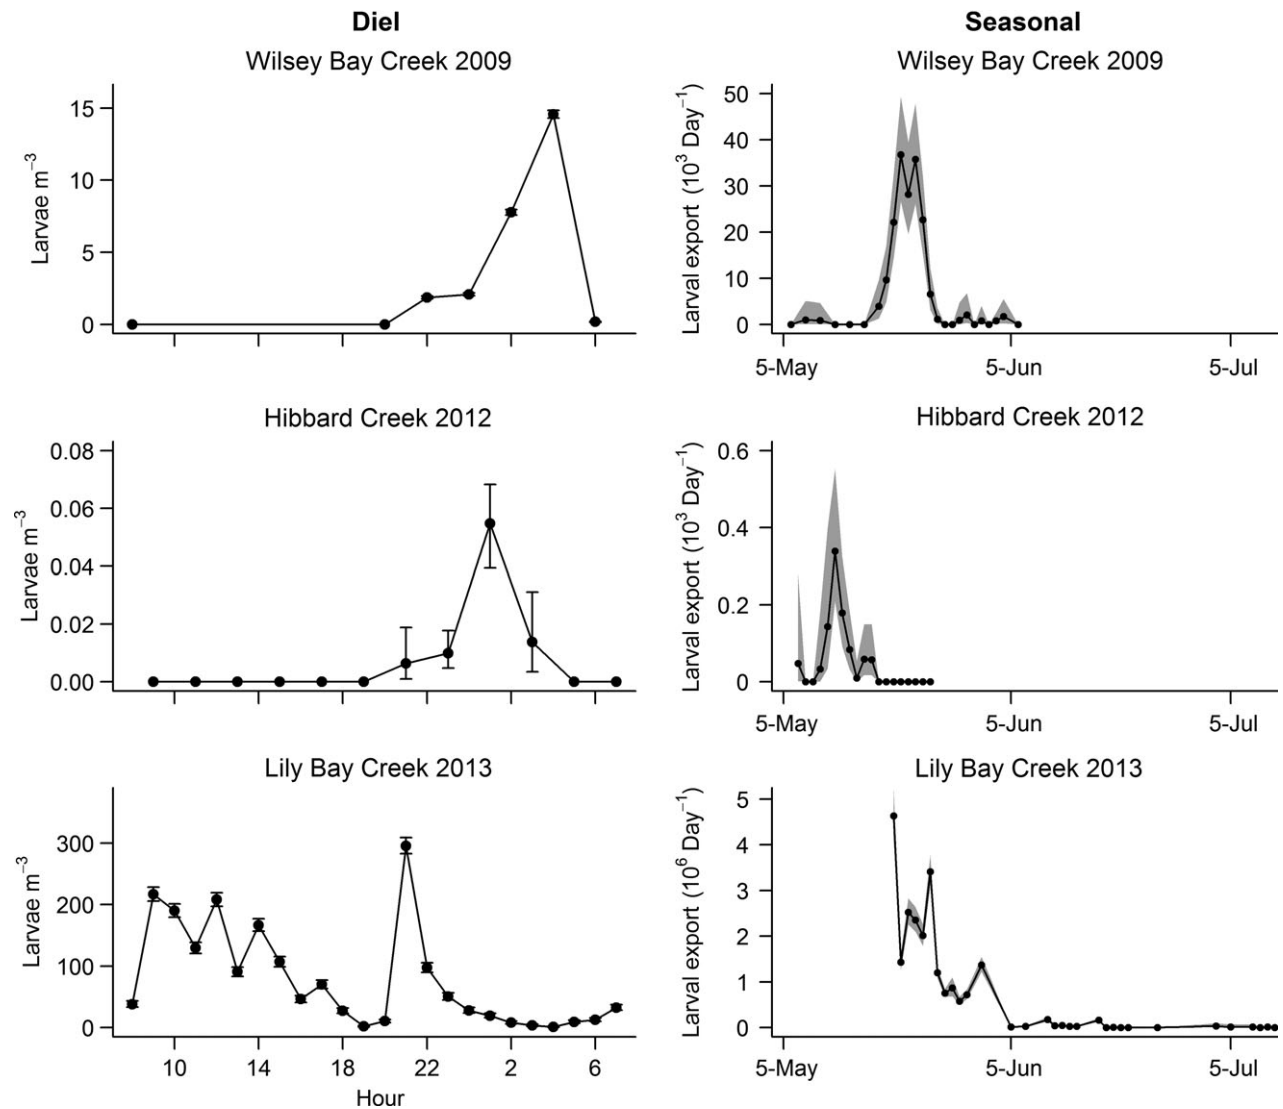 Diel
Wilsey Bay Creek 2009
Larvae m⁻³
15
10
5
0
Seasonal
Wilsey Bay Creek 2009
Larval export (10³ Day⁻¹)
50
40
30
20
10
0
5-May 5-Jun 5-Jul
Hibbard Creek 2012
Larvae m⁻³
0.08
0.06
0.04
0.02
0.00
Hibbard Creek 2012
Larval export (10³ Day⁻¹)
0.6
0.4
0.2
0
5-May 5-Jun 5-Jul
Lily Bay Creek 2013
Larvae m⁻³
300
200
100
0
10 14 18 22 2 6
Hour
Lily Bay Creek 2013
Larval export (10⁶ Day⁻¹)
5
4
3
2
1
0
5-May 5-Jun 5-Jul